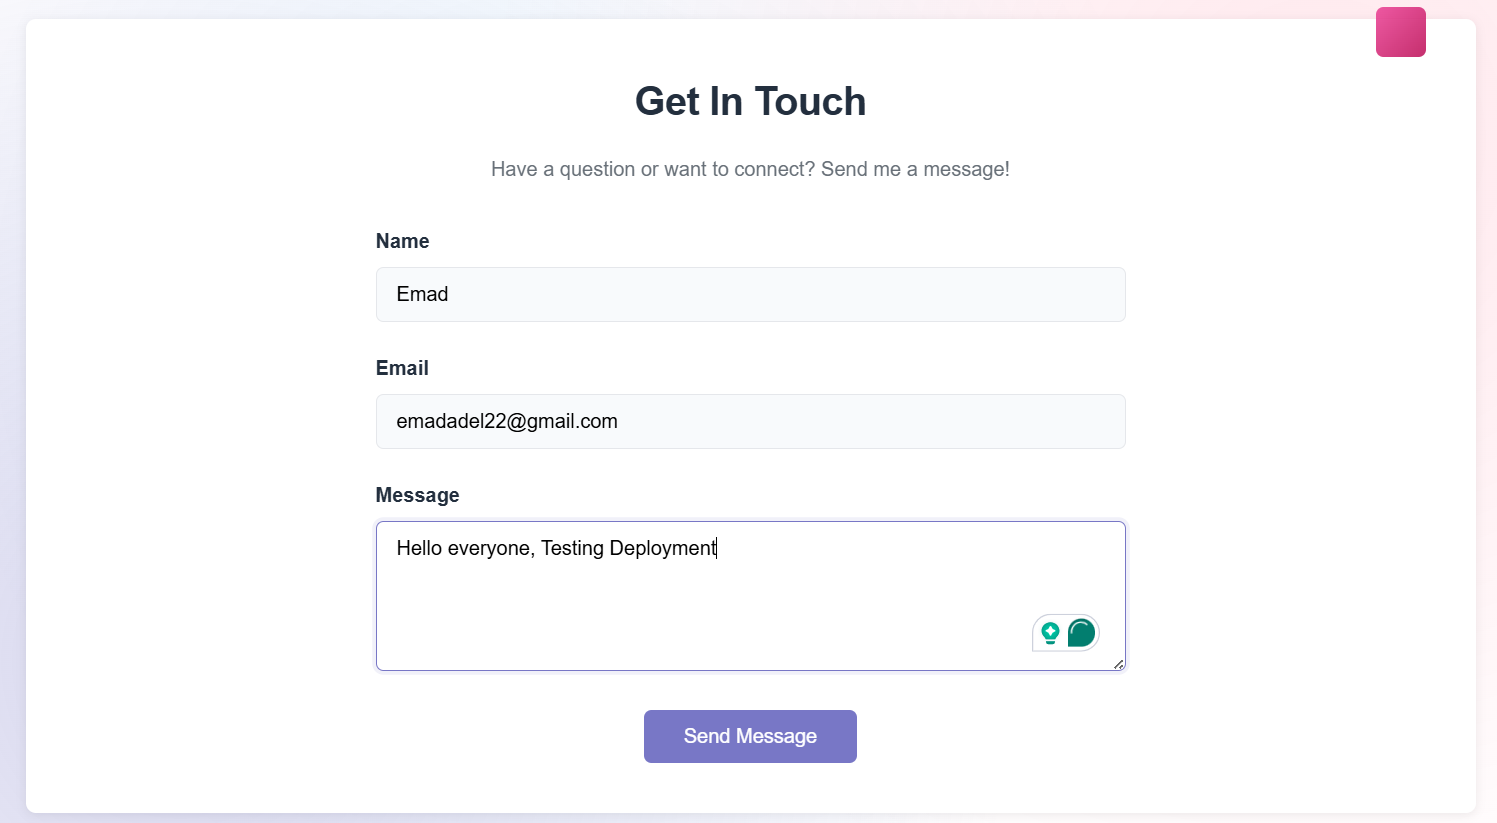 Get In Touch
Have a question or want to connect? Send me a message!
Name
Emad
Email
emadadel22@gmail.com
Message
Hello everyone, Testing Deployment
Send Message